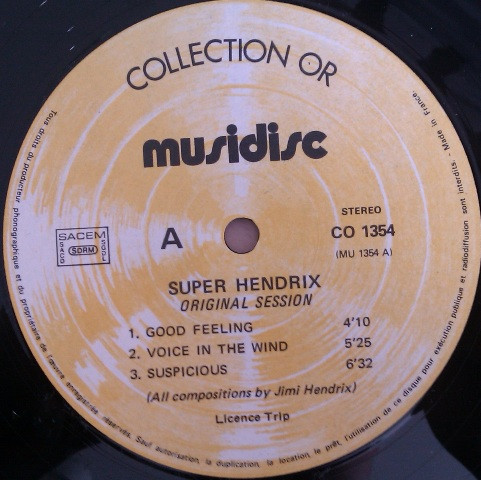 COLLECTION OR
musidisc
A
STEREO
CO 1354
(MU 1354 A)
SACEM
SACD
SDRM
SGDL
SUPER HENDRIX
ORIGINAL SESSION
1. GOOD FEELING 4'10
2. VOICE IN THE WIND 5'25
3. SUSPICIOUS 6'32
(All compositions by Jimi Hendrix)
Licence Trip
Tous droits du producteur phonographique et du propriétaire de l'œuvre enregistrée réservés. Sauf autorisation, la duplication, la location, le prêt, l'utilisation de ce disque pour exécution publique et radiodiffusion sont interdits. - Made in France.